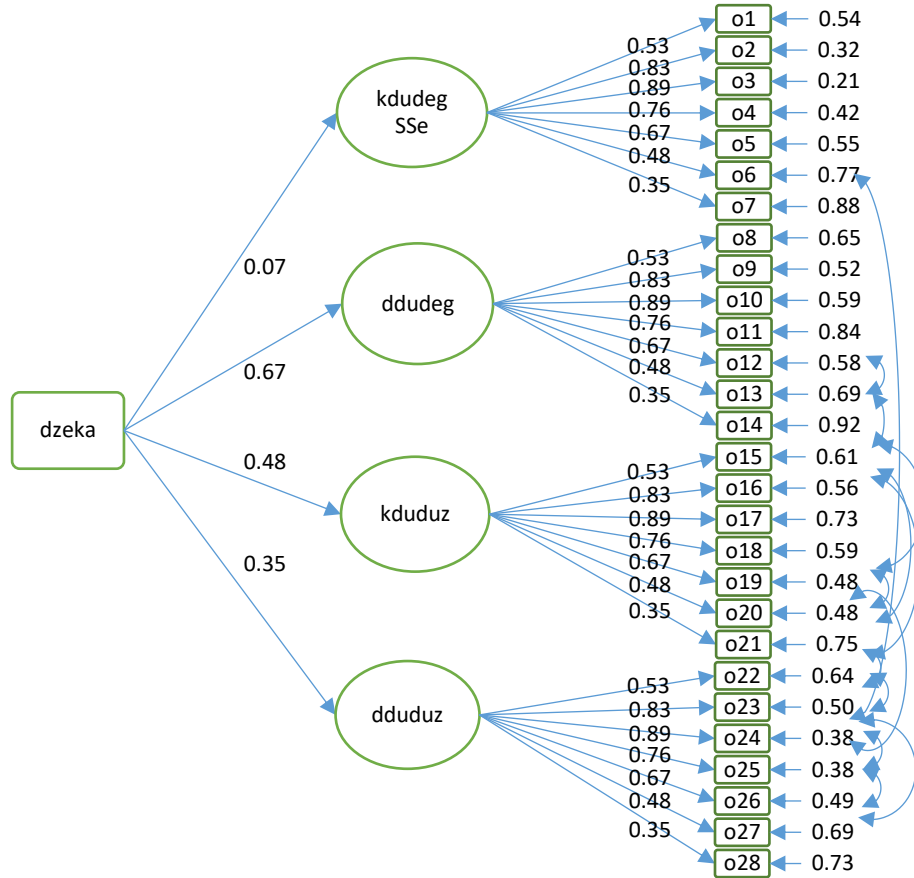 o1 0.54
0.53
o2 0.32
0.83
o3 0.21
0.89
kdudeg
SSe
o4 0.42
0.76
o5 0.55
0.67
o6 0.77
0.48
o7 0.88
0.35
0.07
o8 0.65
0.53
o9 0.52
0.83
o10 0.59
0.89
ddudeg
o11 0.84
0.76
o12 0.58
0.67
o13 0.69
0.48
o14 0.92
0.35
0.67
dzeka
0.48
o15 0.61
0.53
o16 0.56
0.83
o17 0.73
0.89
kduduz
o18 0.59
0.76
o19 0.48
0.67
o20 0.48
0.48
o21 0.75
0.35
0.35
o22 0.64
0.53
o23 0.50
0.83
o24 0.38
0.89
dduduz
o25 0.38
0.76
o26 0.49
0.67
o27 0.69
0.48
o28 0.73
0.35